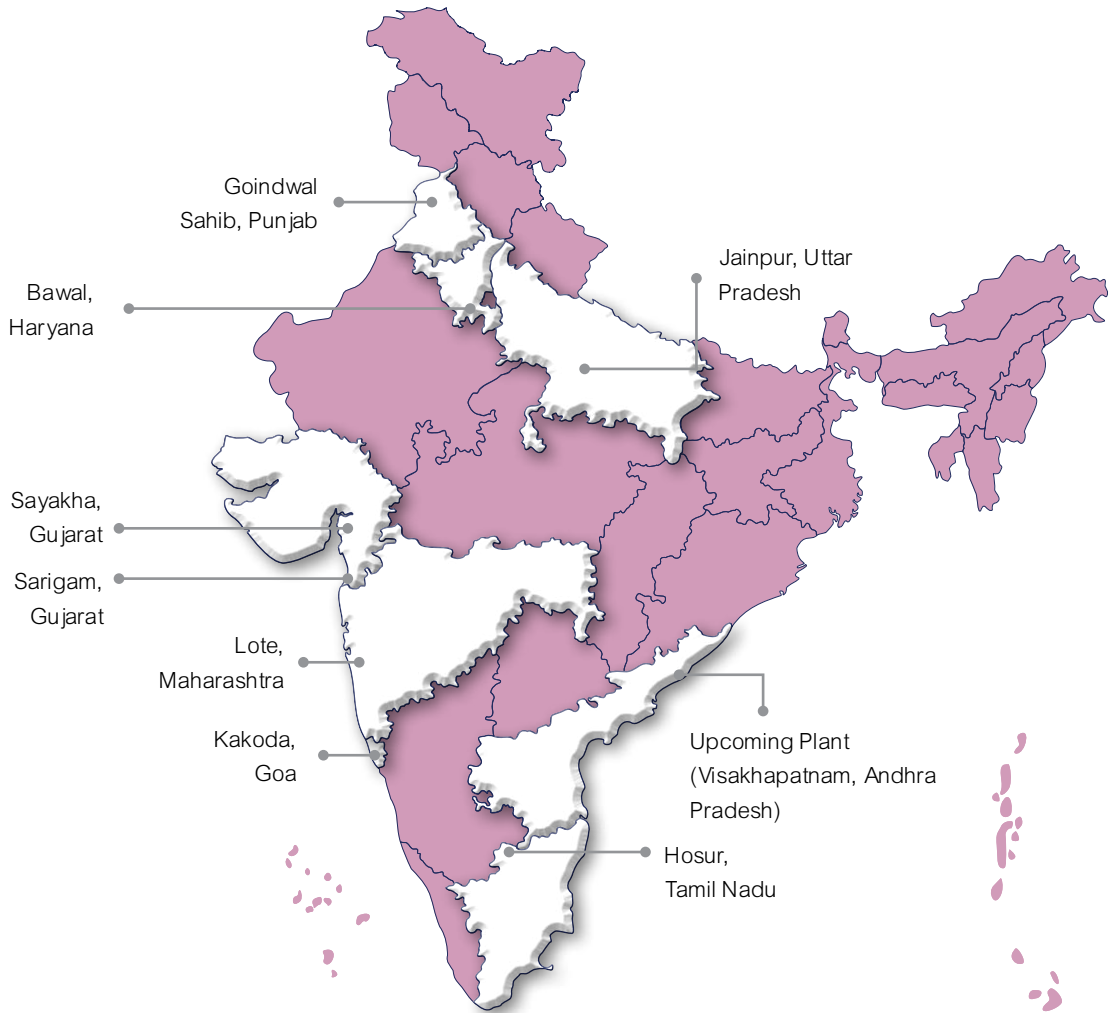 Goindwal
Sahib, Punjab
Jainpur, Uttar
Pradesh
Bawal,
Haryana
Sayakha,
Gujarat
Sarigam,
Gujarat
Lote,
Maharashtra
Kakoda,
Goa
Upcoming Plant
(Visakhapatnam, Andhra
Pradesh)
Hosur,
Tamil Nadu